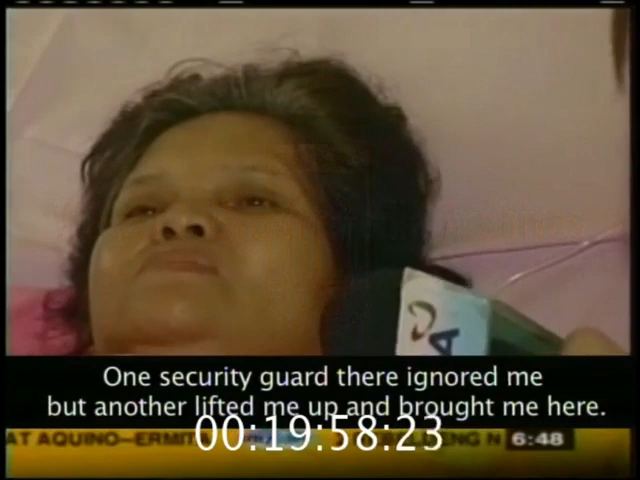 A
One security guard there ignored me
but another lifted me up and brought me here.
AT AQUINO—ERMITA
6:48
00:19:58:23